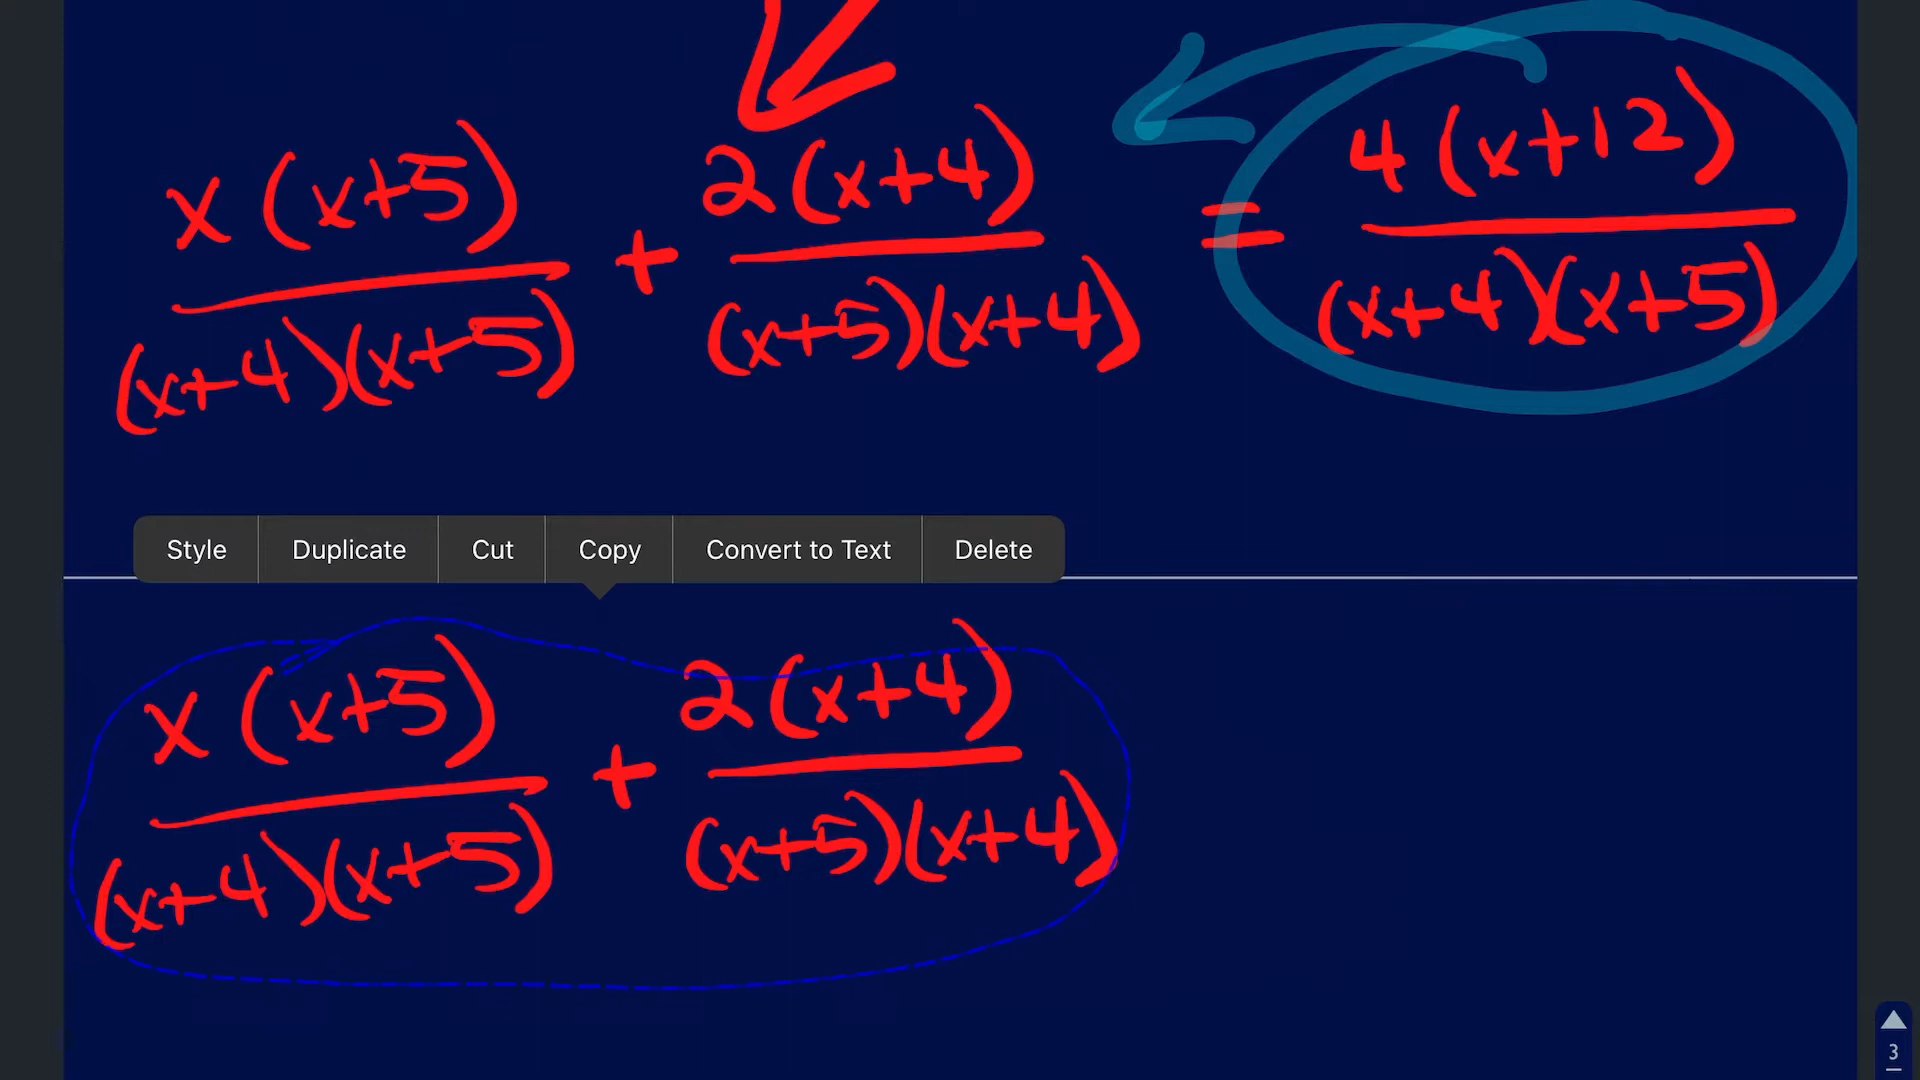 x(x+5)/(x+4)(x+5) + 2(x+4)/(x+5)(x+4) = 4(x+12)/(x+4)(x+5)
Style Duplicate Cut Copy Convert to Text Delete
x(x+5)/(x+4)(x+5) + 2(x+4)/(x+5)(x+4)
3